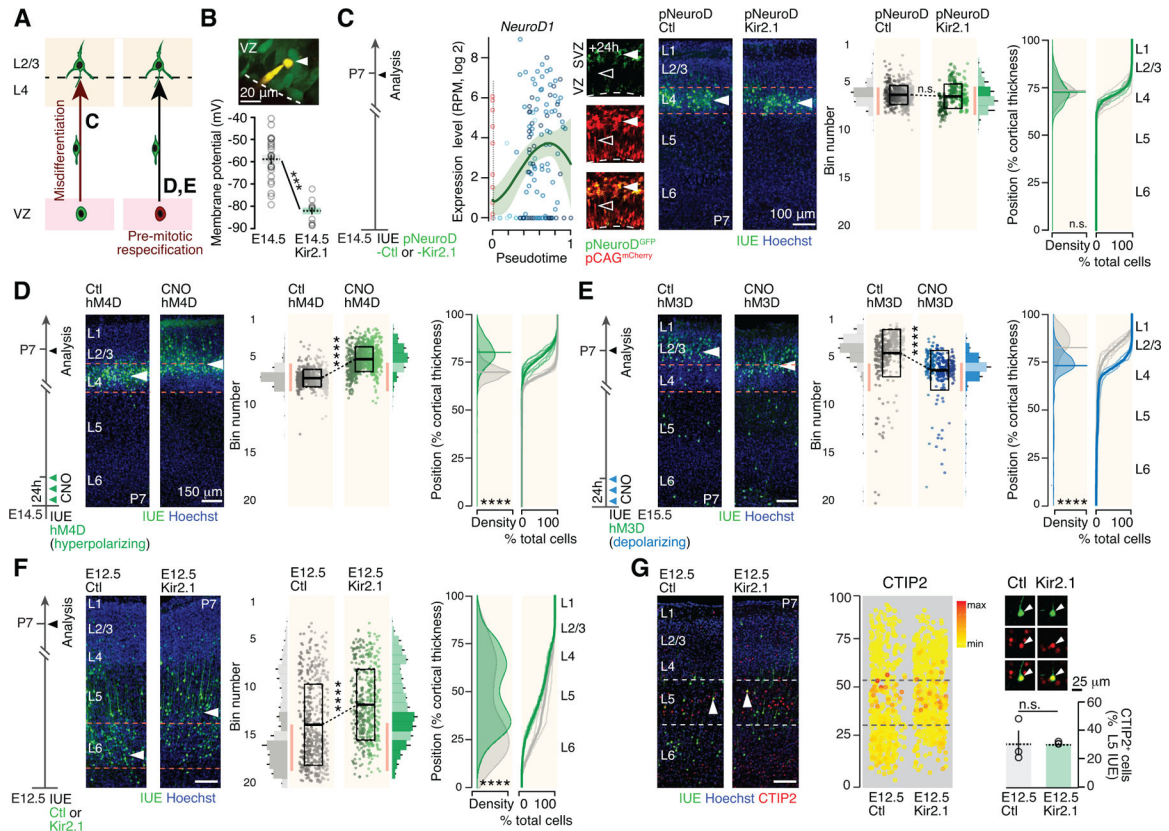 A
L2/3
L4
Misdifferentiation
C
D,E
VZ
Pre-mitotic
respecification
B
VZ
20 μm
Membrane potential (mV)
-40
-50
-60
-70
-80
-90
***
E14.5
E14.5
Kir2.1
C
P7
Analysis
E14.5
IUE pNeuroD
-Ctl or -Kir2.1
NeuroD1
Expression level (RPM, log 2)
8
6
4
2
0
0
1
Pseudotime
+24h
VZ SVZ
pNeuroD GFP
pCAG mCherry
pNeuroD
Ctl
pNeuroD
Kir2.1
L1
L2/3
L4
L5
L6
P7
100 μm
IUE Hoechst
pNeuroD
Ctl
pNeuroD
Kir2.1
Bin number
1
5
10
15
20
n.s.
Position (% cortical thickness)
100
75
50
25
0
n.s.
Density
0 100
% total cells
L1
L2/3
L4
L5
L6
D
P7
Analysis
24h
CNO
E14.5
IUE
hM4D
(hyperpolarizing)
Ctl
hM4D
CNO
hM4D
L1
L2/3
L4
L5
L6
P7
150 μm
IUE Hoechst
Ctl
hM4D
CNO
hM4D
Bin number
1
5
10
15
20
****
Position (% cortical thickness)
100
75
50
25
0
****
Density
0 100
% total cells
E
P7
Analysis
24h
CNO
IUE E15.5
hM3D
(depolarizing)
Ctl
hM3D
CNO
hM3D
L1
L2/3
L4
L5
L6
P7
IUE Hoechst
Ctl
hM3D
CNO
hM3D
Bin number
1
5
10
15
20
****
Position (% cortical thickness)
100
75
50
25
0
****
Density
0 100
% total cells
L1
L2/3
L4
L5
L6
F
P7
Analysis
E12.5
IUE
Ctl or
Kir2.1
E12.5
Ctl
E12.5
Kir2.1
L1
P7
L2/3
L4
L5
L6
IUE Hoechst
E12.5
Ctl
E12.5
Kir2.1
Bin number
1
5
10
15
20
****
Position (% cortical thickness)
100
75
50
25
0
****
Density
0 100
% total cells
L1
L2/3
L4
L5
L6
G
E12.5
Ctl
E12.5
Kir2.1
P7
L1
L2/3
L4
L5
L6
IUE Hoechst CTIP2
CTIP2
100
75
50
25
0
max
min
E12.5
Ctl
E12.5
Kir2.1
Ctl Kir2.1
25 μm
n.s.
60
40
20
0
CTIP2+ cells
(% L5 IUE)
E12.5
Ctl
E12.5
Kir2.1